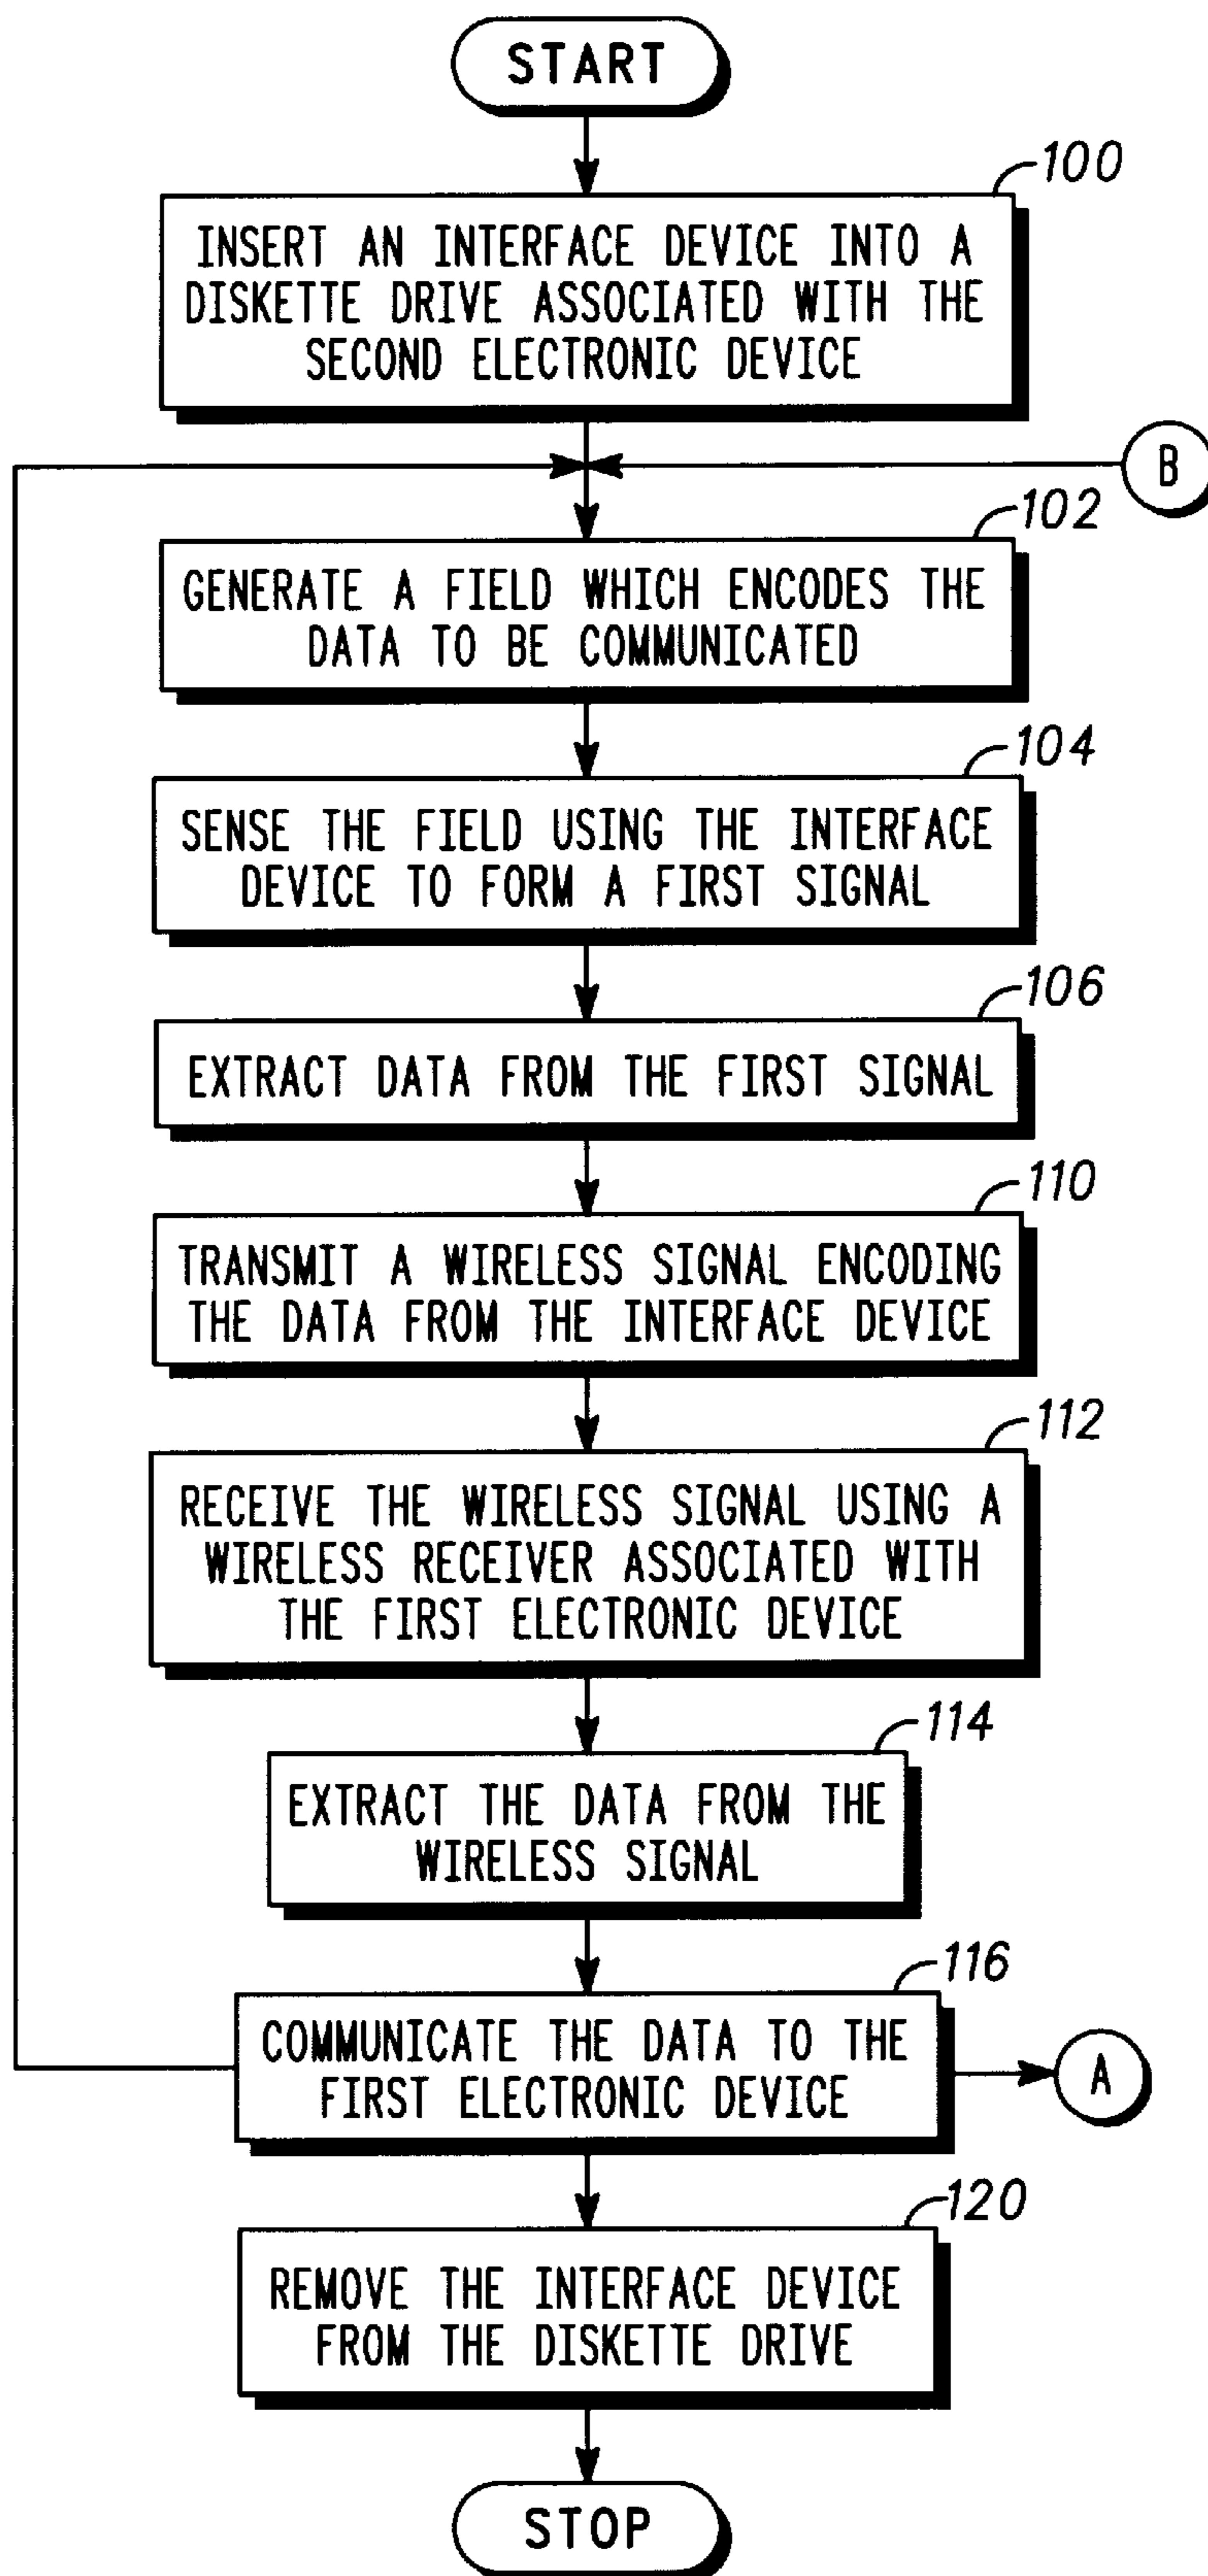 START
100
INSERT AN INTERFACE DEVICE INTO A
DISKETTE DRIVE ASSOCIATED WITH THE
SECOND ELECTRONIC DEVICE
B
102
GENERATE A FIELD WHICH ENCODES THE
DATA TO BE COMMUNICATED
104
SENSE THE FIELD USING THE INTERFACE
DEVICE TO FORM A FIRST SIGNAL
106
EXTRACT DATA FROM THE FIRST SIGNAL
110
TRANSMIT A WIRELESS SIGNAL ENCODING
THE DATA FROM THE INTERFACE DEVICE
112
RECEIVE THE WIRELESS SIGNAL USING A
WIRELESS RECEIVER ASSOCIATED WITH
THE FIRST ELECTRONIC DEVICE
114
EXTRACT THE DATA FROM THE
WIRELESS SIGNAL
116
COMMUNICATE THE DATA TO THE
FIRST ELECTRONIC DEVICE
A
120
REMOVE THE INTERFACE DEVICE
FROM THE DISKETTE DRIVE
STOP